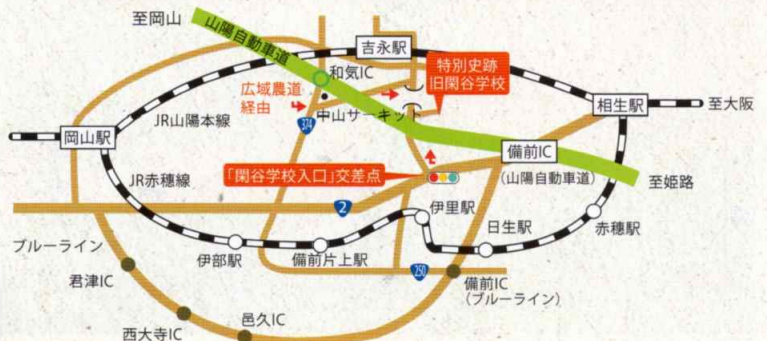 至岡山
山陽自動車道
吉永駅
特別史跡
旧閑谷学校
和気IC
広域農道
経由
中山サーキット
374
相生駅
至大阪
岡山駅
JR山陽本線
備前IC
(山陽自動車道)
JR赤穂線
「閑谷学校入口」交差点
至姫路
2
伊里駅
日生駅
赤穂駅
ブルーライン
伊部駅
備前片上駅
250
君津IC
備前IC
(ブルーライン)
西大寺IC
邑久IC